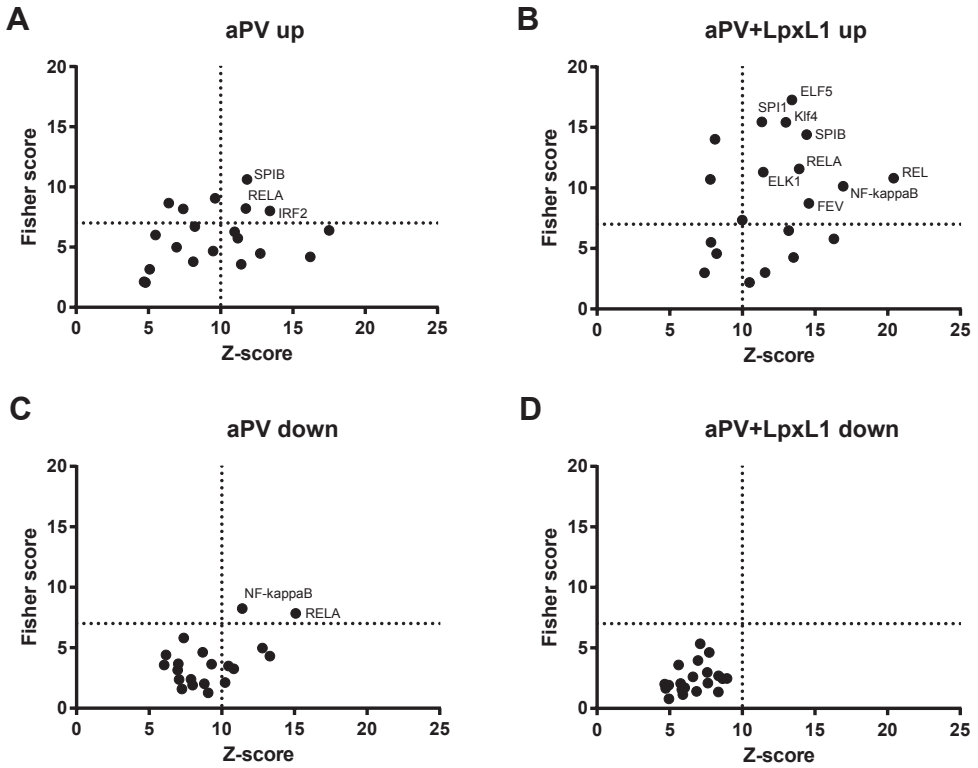 A
aPV up
Fisher score
20
15
10
5
0
SPIB
RELA
IRF2
0 5 10 15 20 25
Z-score
B
aPV+LpxL1 up
Fisher score
20
15
10
5
0
ELF5
SPI1
Klf4
SPIB
RELA
ELK1
REL
NF-kappaB
FEV
0 5 10 15 20 25
Z-score
C
aPV down
Fisher score
20
15
10
5
0
NF-kappaB
RELA
0 5 10 15 20 25
Z-score
D
aPV+LpxL1 down
Fisher score
20
15
10
5
0
0 5 10 15 20 25
Z-score